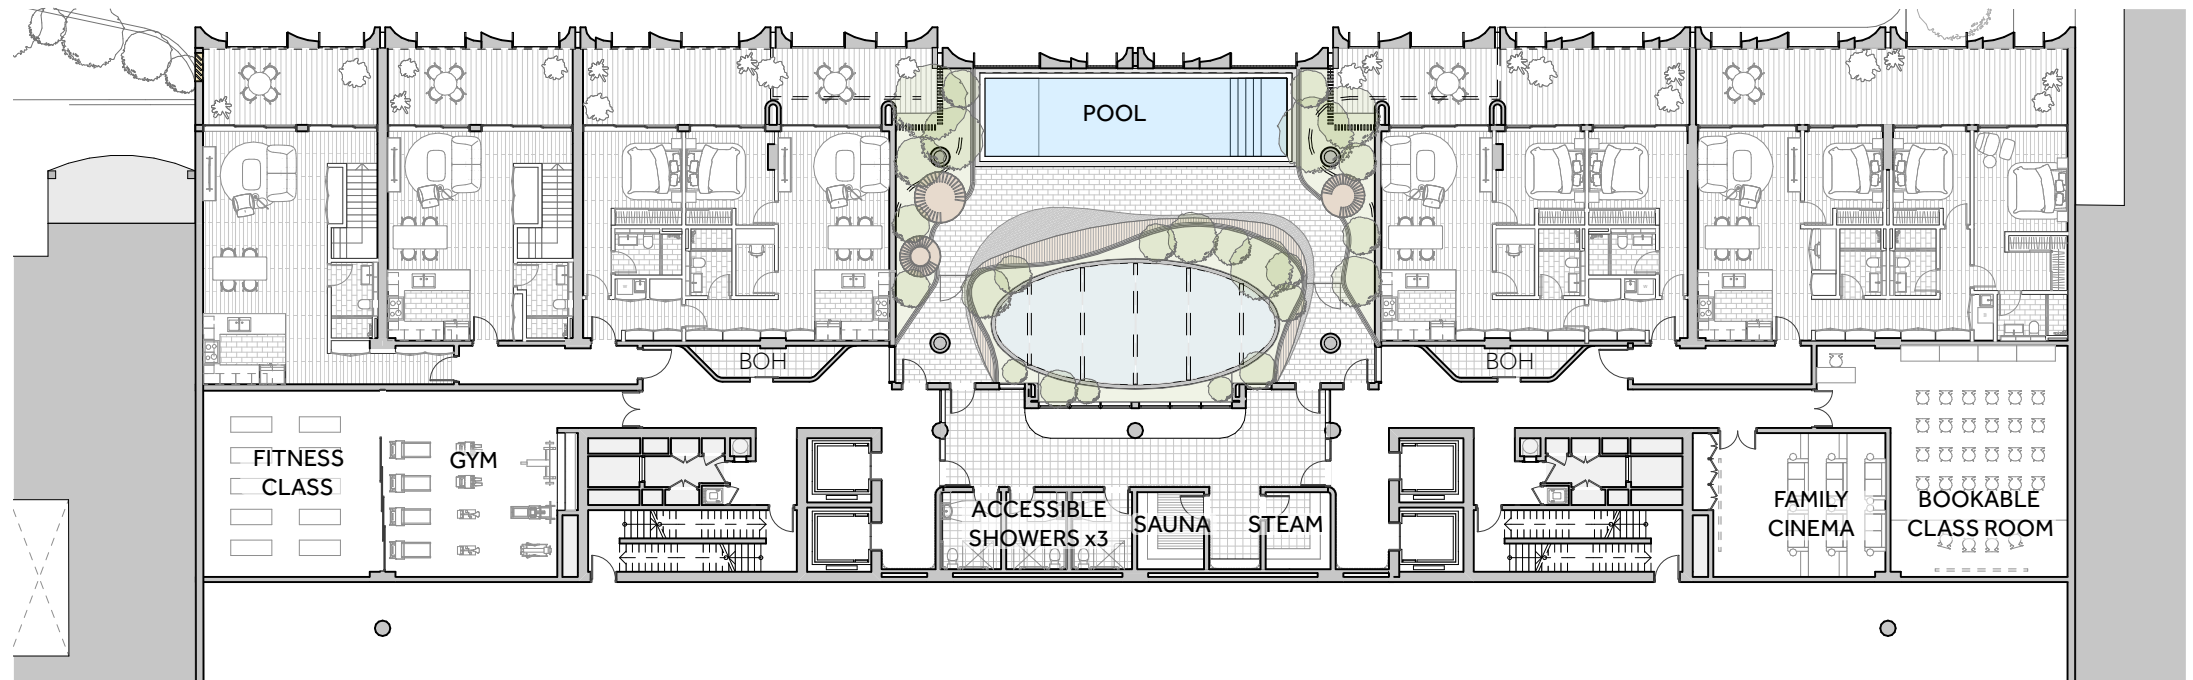 POOL
BOH
BOH
FITNESS
CLASS
GYM
ACCESSIBLE
SHOWERS x3
SAUNA
STEAM
FAMILY
CINEMA
BOOKABLE
CLASS ROOM